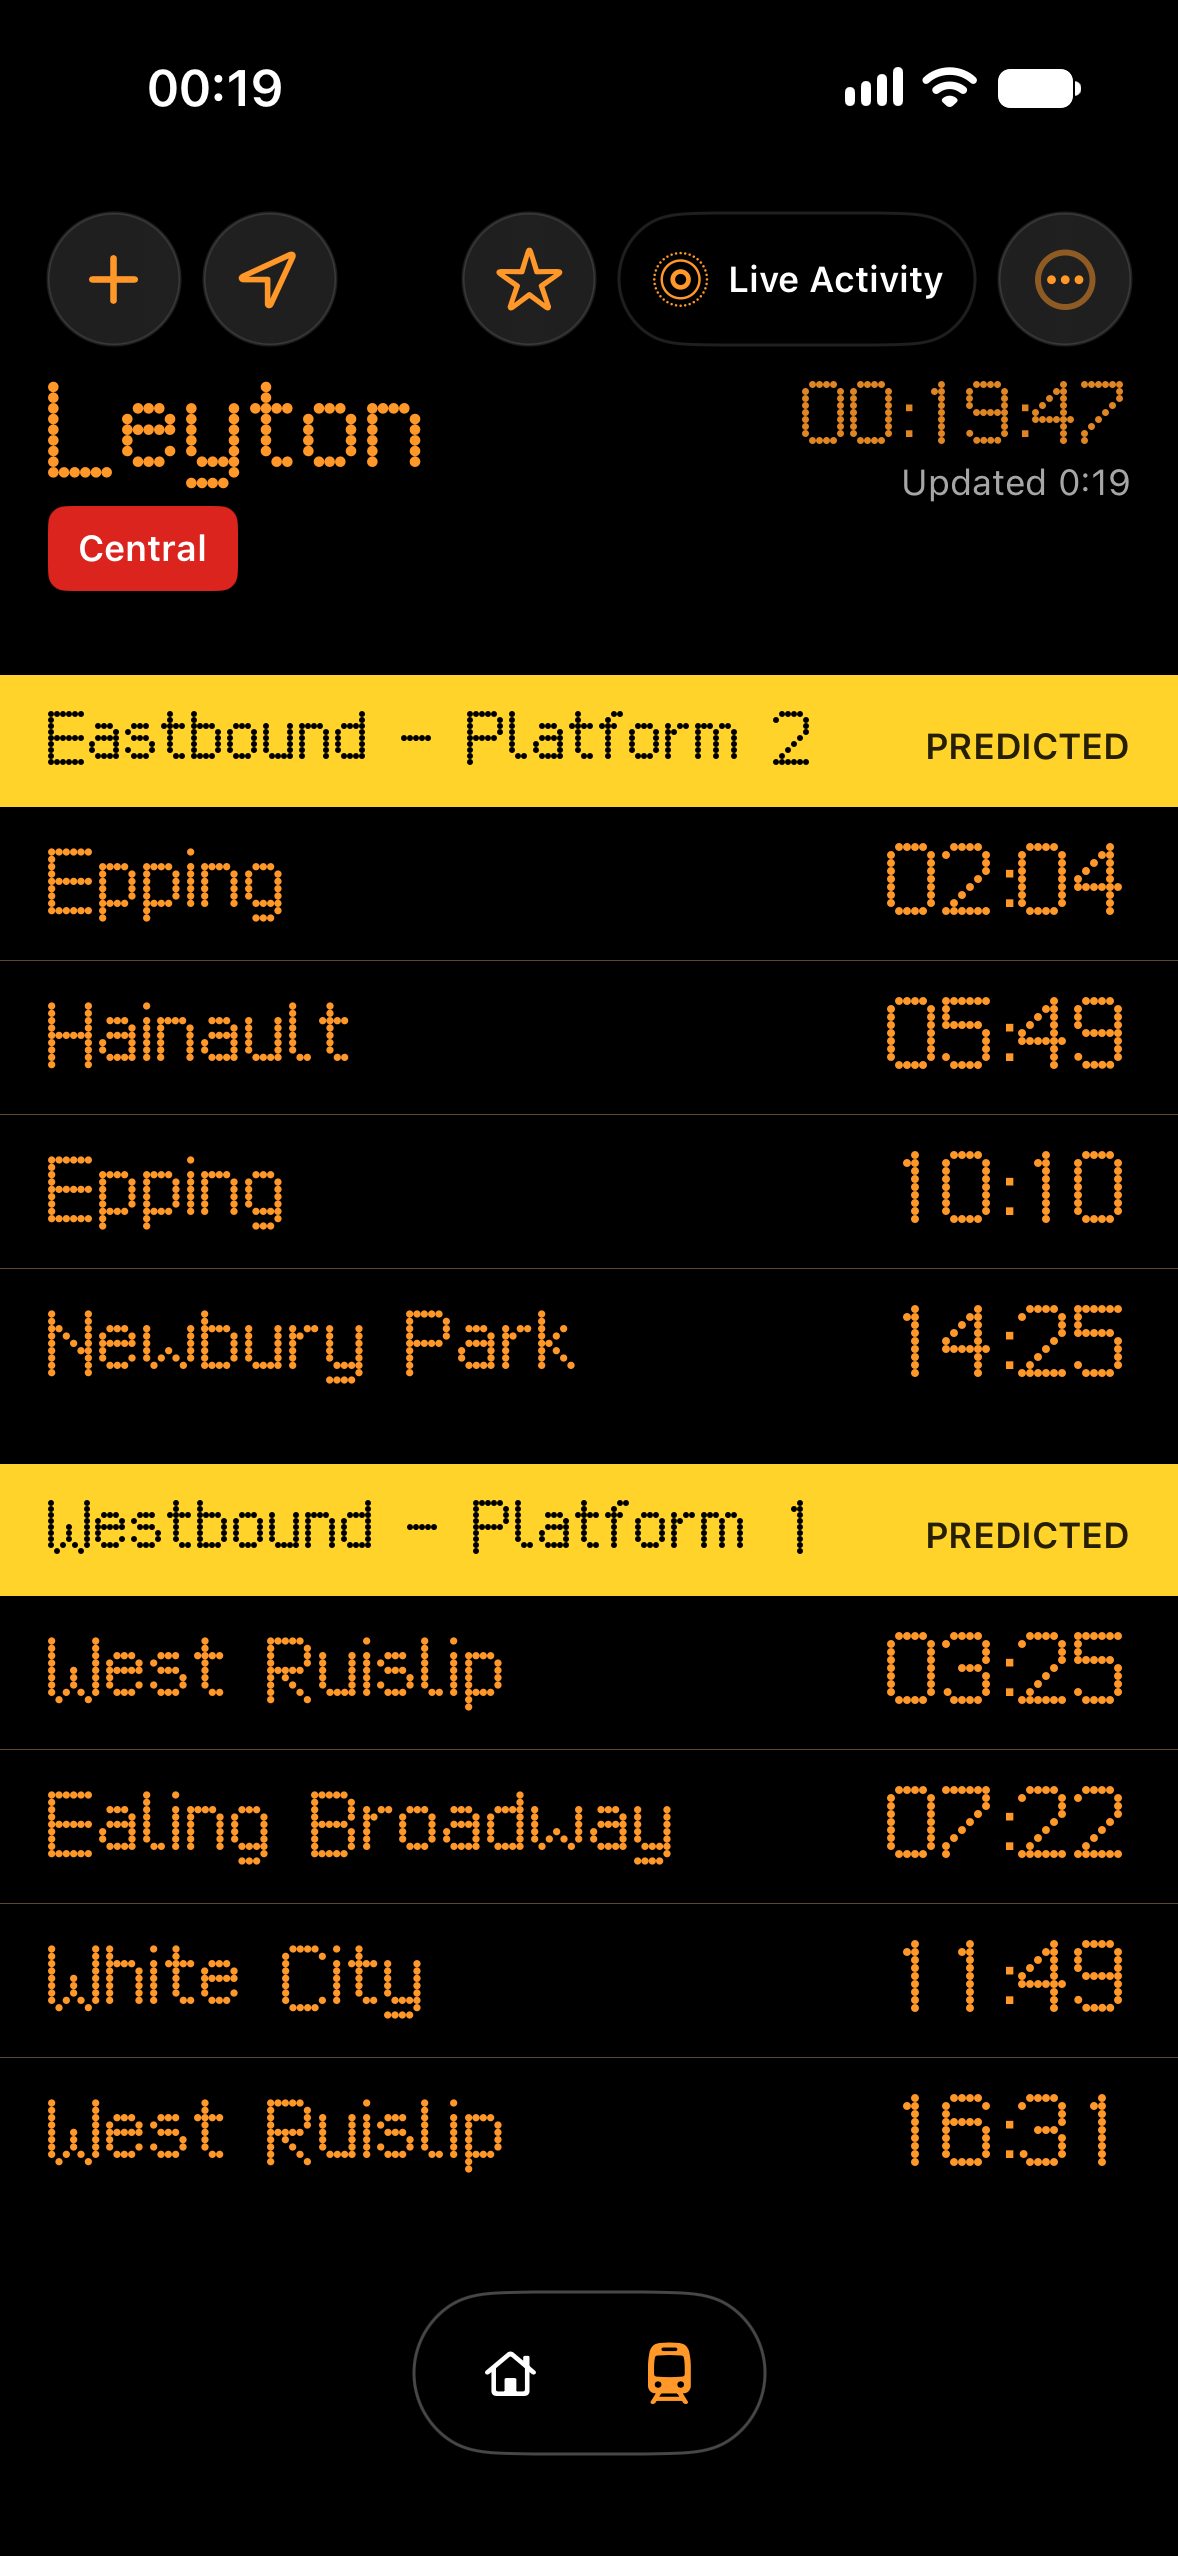 00:19
Live Activity
Leyton 00:19:47
Updated 0:19
Central
Eastbound - Platform 2 PREDICTED
Epping 02:04
Hainault 05:49
Epping 10:10
Newbury Park 14:25
Westbound - Platform 1 PREDICTED
West Ruislip 03:25
Ealing Broadway 07:22
White City 11:49
West Ruislip 16:31